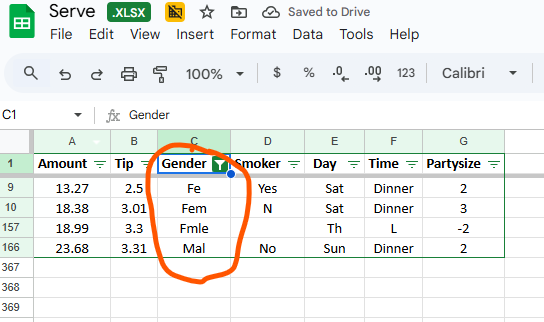 Serve .XLSX Saved to Drive
File Edit View Insert Format Data Tools Help
100% $ % .0 .00 123 Calibri
C1 fx Gender
A B C D E F G
1 Amount Tip Gender Smoker Day Time Partysize
9 13.27 2.5 Fe Yes Sat Dinner 2
10 18.38 3.01 Fem N Sat Dinner 3
157 18.99 3.3 Fmle Th L -2
166 23.68 3.31 Mal No Sun Dinner 2
367
368
369